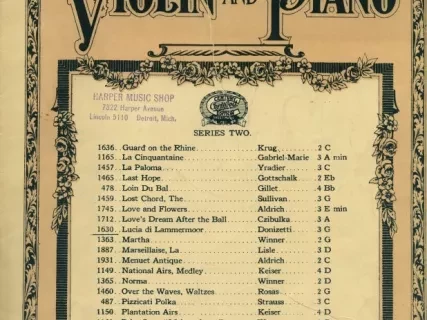 VIOLIN AND PIANO
HARPER MUSIC SHOP
7322 Harper Avenue
Lincoln 5110 Detroit, Mich.
CENTURY
SERIES TWO.
1636. Guard on the Rhine Krug 2 C
1165. La Cinquantaine Gabriel-Marie 3 A min
1457. La Paloma Yradier 3 C
1465. Last Hope Gottschalk 2 Eb
478. Loin Du Bal Gillet 4 Bb
1459. Lost Chord, The Sullivan 3 G
1745. Love and Flowers Aldrich 3 E min
1712. Love's Dream After the Ball Czibulka 3 A
1630. Lucia di Lammermoor Donizetti 3 G
1363. Martha Winner 2 G
1887. Marseillaise, La Lisle 3 D
1931. Menuet Antique Aldrich 2 C
1149. National Airs, Medley Keiser 4 D
1365. Norma Winner 2 D
1460. Over the Waves, Waltzes Rosas 2 G
487. Pizzicati Polka Strauss 3 C
1150. Plantation Airs Keiser 4 D